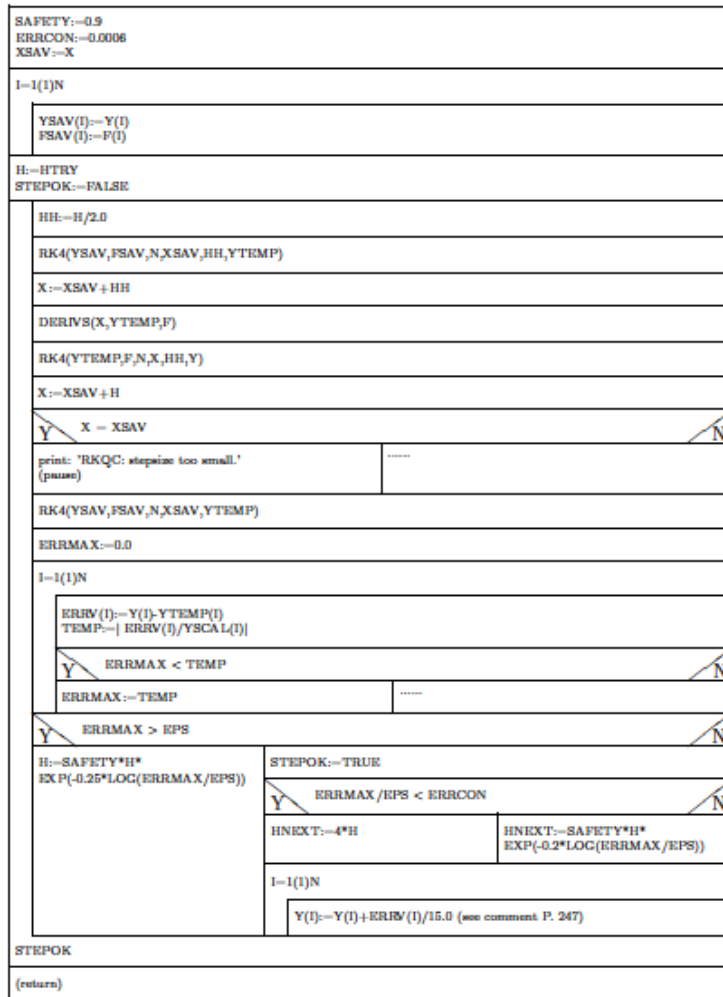 SAFETY:=0.9
ERRCON:=0.0006
XSAV:=X
I=1(1)N
YSAV(I):=Y(I)
FSAV(I):=F(I)
H:=HTRY
STEPOK:=FALSE
HH:=H/2.0
RK4(YSAV,FSAV,N,XSAV,HH,YTEMP)
X:=XSAV+HH
DERIVS(X,YTEMP,F)
RK4(YTEMP,F,N,X,HH,Y)
X:=XSAV+H
Y X = XSAV N
print: 'RKQC: stepsize too small.' ......
(pause)
RK4(YSAV,FSAV,N,XSAV,YTEMP)
ERRMAX:=0.0
I=1(1)N
ERRV(I):=Y(I)-YTEMP(I)
TEMP:=| ERRV(I)/YSCAL(I)|
Y ERRMAX < TEMP N
ERRMAX:=TEMP ......
Y ERRMAX > EPS N
H:=SAFETY*H*
EXP(-0.25*LOG(ERRMAX/EPS))
STEPOK:=TRUE
Y ERRMAX/EPS < ERRCON N
HNEXT:=4*H
HNEXT:=SAFETY*H*
EXP(-0.2*LOG(ERRMAX/EPS))
I=1(1)N
Y(I):=Y(I)+ERRV(I)/15.0 (see comment P. 247)
STEPOK
(return)